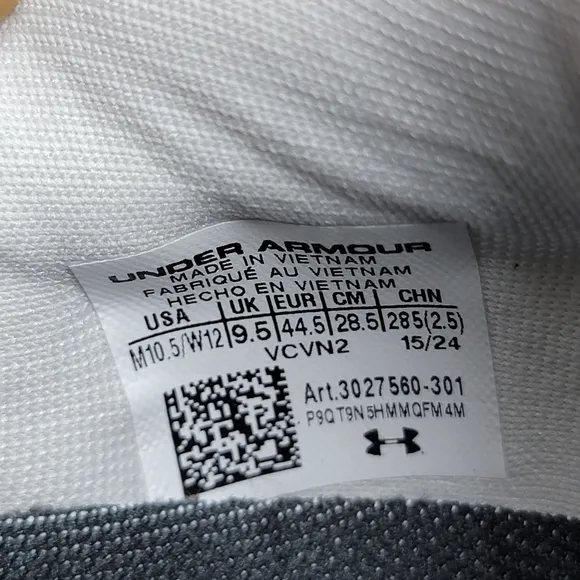 UNDER ARMOUR
MADE IN VIETNAM
FABRIQUÉ AU VIETNAM
HECHO EN VIETNAM
USA UK EUR CM CHN
M10.5/W12 9.5 44.5 28.5 285(2.5)
VCVN2 15/24
Art.3027560-301
P9QT9N5HMMQFM4M